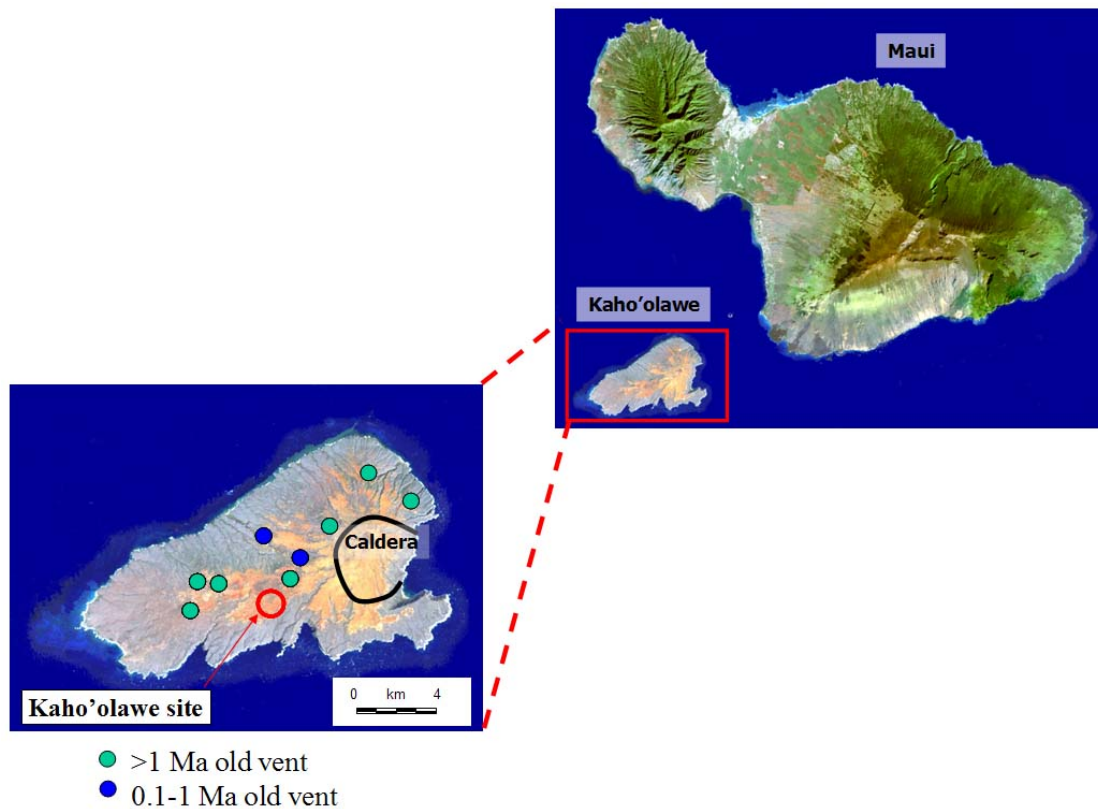 Maui
Kaho’olawe
Caldera
Kaho’olawe site
0 km 4
>1 Ma old vent
0.1-1 Ma old vent